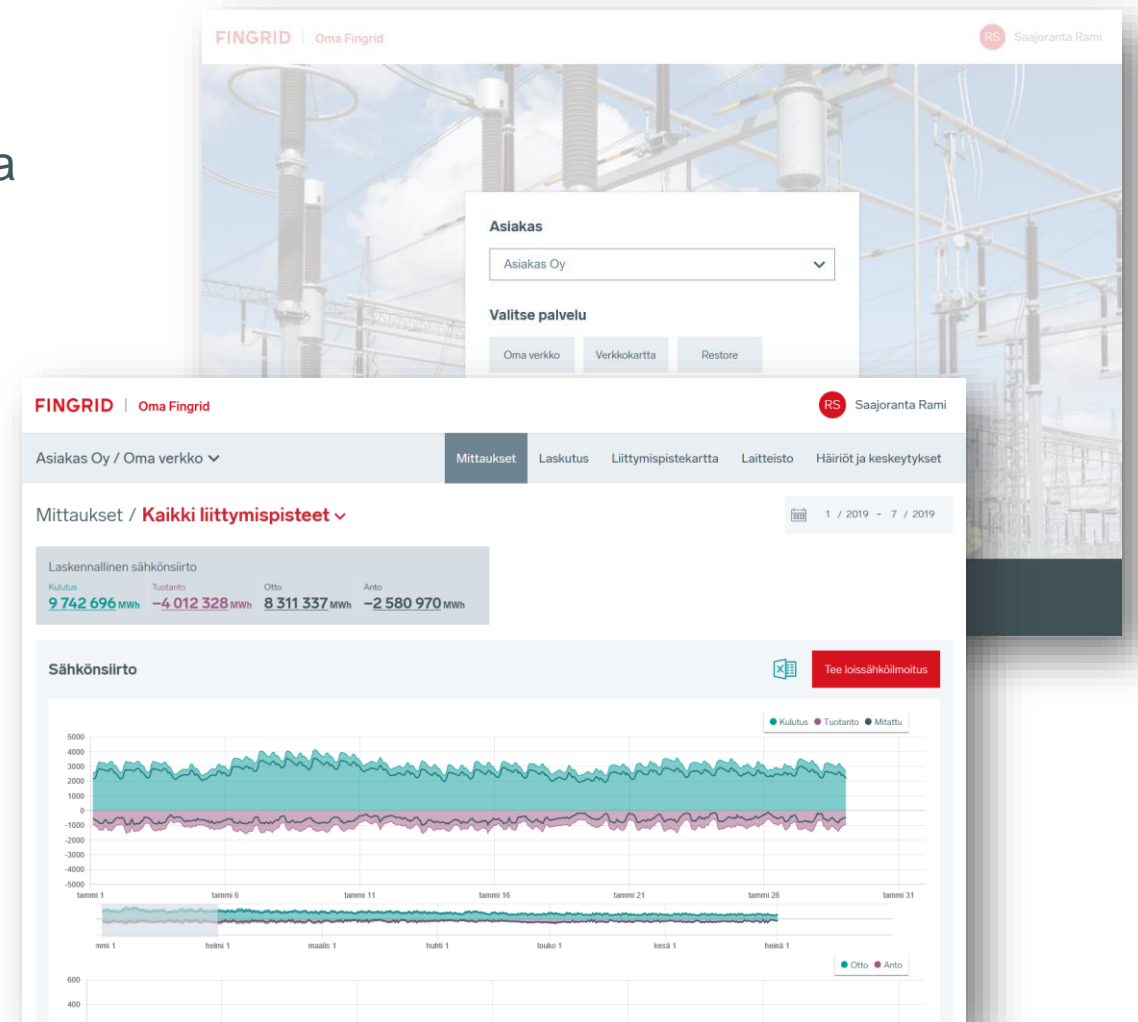 a
FINGRID | Oma Fingrid
RS Saajoranta Rami
Asiakas
Asiakas Oy
Valitse palvelu
Oma verkko Verkkokartta Restore
FINGRID | Oma Fingrid
RS Saajoranta Rami
Asiakas Oy / Oma verkko
Mittaukset Laskutus Liittymispistekartta Laitteisto Häiriöt ja keskeytykset
Mittaukset / Kaikki liittymispisteet
1 / 2019 - 7 / 2019
Laskennallinen sähkönsiirto
Kulutus Tuotanto Otto Anto
9 742 696 MWh −4 012 328 MWh 8 311 337 MWh −2 580 970 MWh
Sähkönsiirto
Tee loissähköilmoitus
Kulutus Tuotanto Mitattu
5000
4000
3000
2000
1000
0
-1000
-2000
-3000
-4000
-5000
tammi 1 tammi 6 tammi 11 tammi 16 tammi 21 tammi 26 tammi 31
mmi 1 helmi 1 maalis 1 huhti 1 touko 1 kesä 1 heinä 1
Otto Anto
600
400